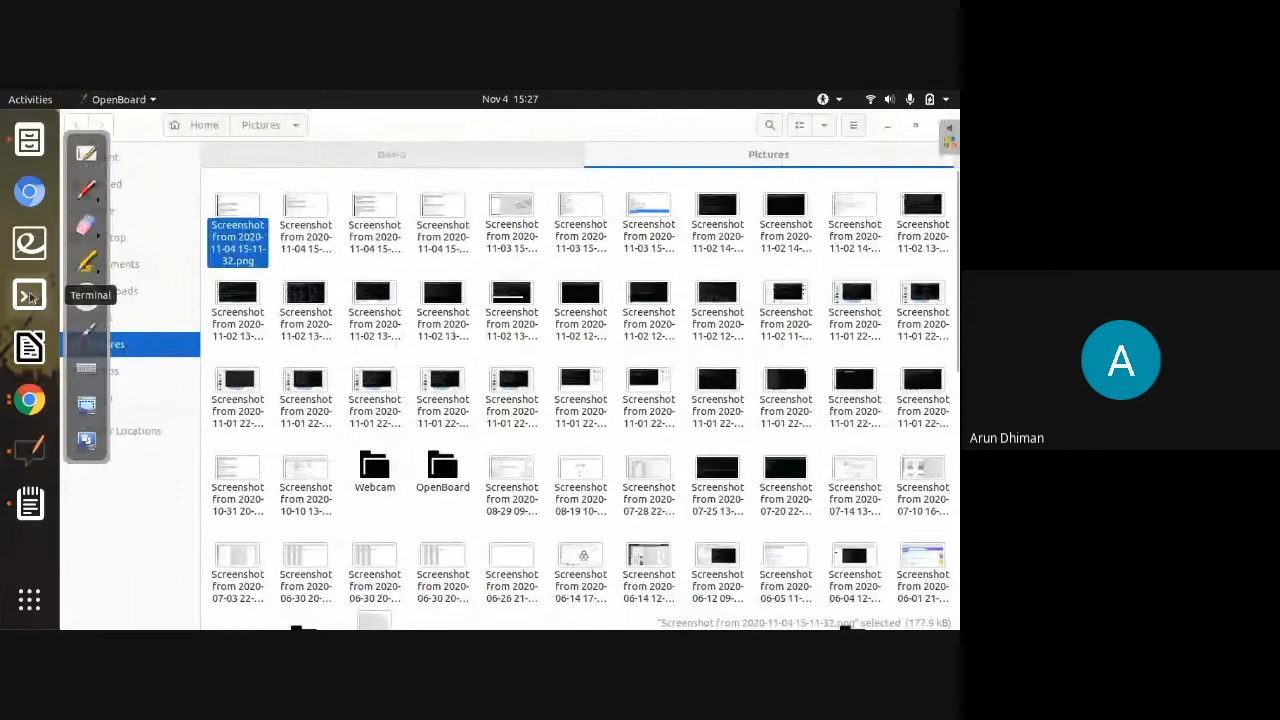 Activities
OpenBoard
Nov 4 15:27
Home
Pictures
DAY-3
Pictures
Terminal
Screenshot from 2020-11-04 15-11-32.png
Screenshot from 2020-11-04 15-...
Screenshot from 2020-11-04 15-...
Screenshot from 2020-11-04 15-...
Screenshot from 2020-11-03 15-...
Screenshot from 2020-11-03 15-...
Screenshot from 2020-11-03 15-...
Screenshot from 2020-11-02 14-...
Screenshot from 2020-11-02 14-...
Screenshot from 2020-11-02 14-...
Screenshot from 2020-11-02 13-...
Screenshot from 2020-11-02 13-...
Screenshot from 2020-11-02 13-...
Screenshot from 2020-11-02 13-...
Screenshot from 2020-11-02 13-...
Screenshot from 2020-11-02 12-...
Screenshot from 2020-11-02 12-...
Screenshot from 2020-11-02 12-...
Screenshot from 2020-11-02 12-...
Screenshot from 2020-11-01 22-...
Screenshot from 2020-11-01 22-...
Screenshot from 2020-11-01 22-...
Screenshot from 2020-11-01 22-...
Screenshot from 2020-11-01 22-...
Screenshot from 2020-11-01 22-...
Screenshot from 2020-11-01 22-...
Screenshot from 2020-11-01 22-...
Screenshot from 2020-11-01 22-...
Screenshot from 2020-11-01 22-...
Screenshot from 2020-11-01 22-...
Screenshot from 2020-11-01 22-...
Screenshot from 2020-11-01 22-...
Screenshot from 2020-11-01 22-...
Screenshot from 2020-10-31 20-...
Screenshot from 2020-10-10 13-...
Webcam
OpenBoard
Screenshot from 2020-08-29 09-...
Screenshot from 2020-08-19 10-...
Screenshot from 2020-07-28 22-...
Screenshot from 2020-07-25 13-...
Screenshot from 2020-07-20 22-...
Screenshot from 2020-07-14 13-...
Screenshot from 2020-07-10 16-...
Screenshot from 2020-07-03 22-...
Screenshot from 2020-06-30 20-...
Screenshot from 2020-06-30 20-...
Screenshot from 2020-06-30 20-...
Screenshot from 2020-06-26 21-...
Screenshot from 2020-06-14 17-...
Screenshot from 2020-06-14 12-...
Screenshot from 2020-06-12 09-...
Screenshot from 2020-06-05 11-...
Screenshot from 2020-06-04 12-...
Screenshot from 2020-06-01 21-...
"Screenshot from 2020-11-04 15-11-32.png" selected (177.9 kB)
A
Arun Dhiman